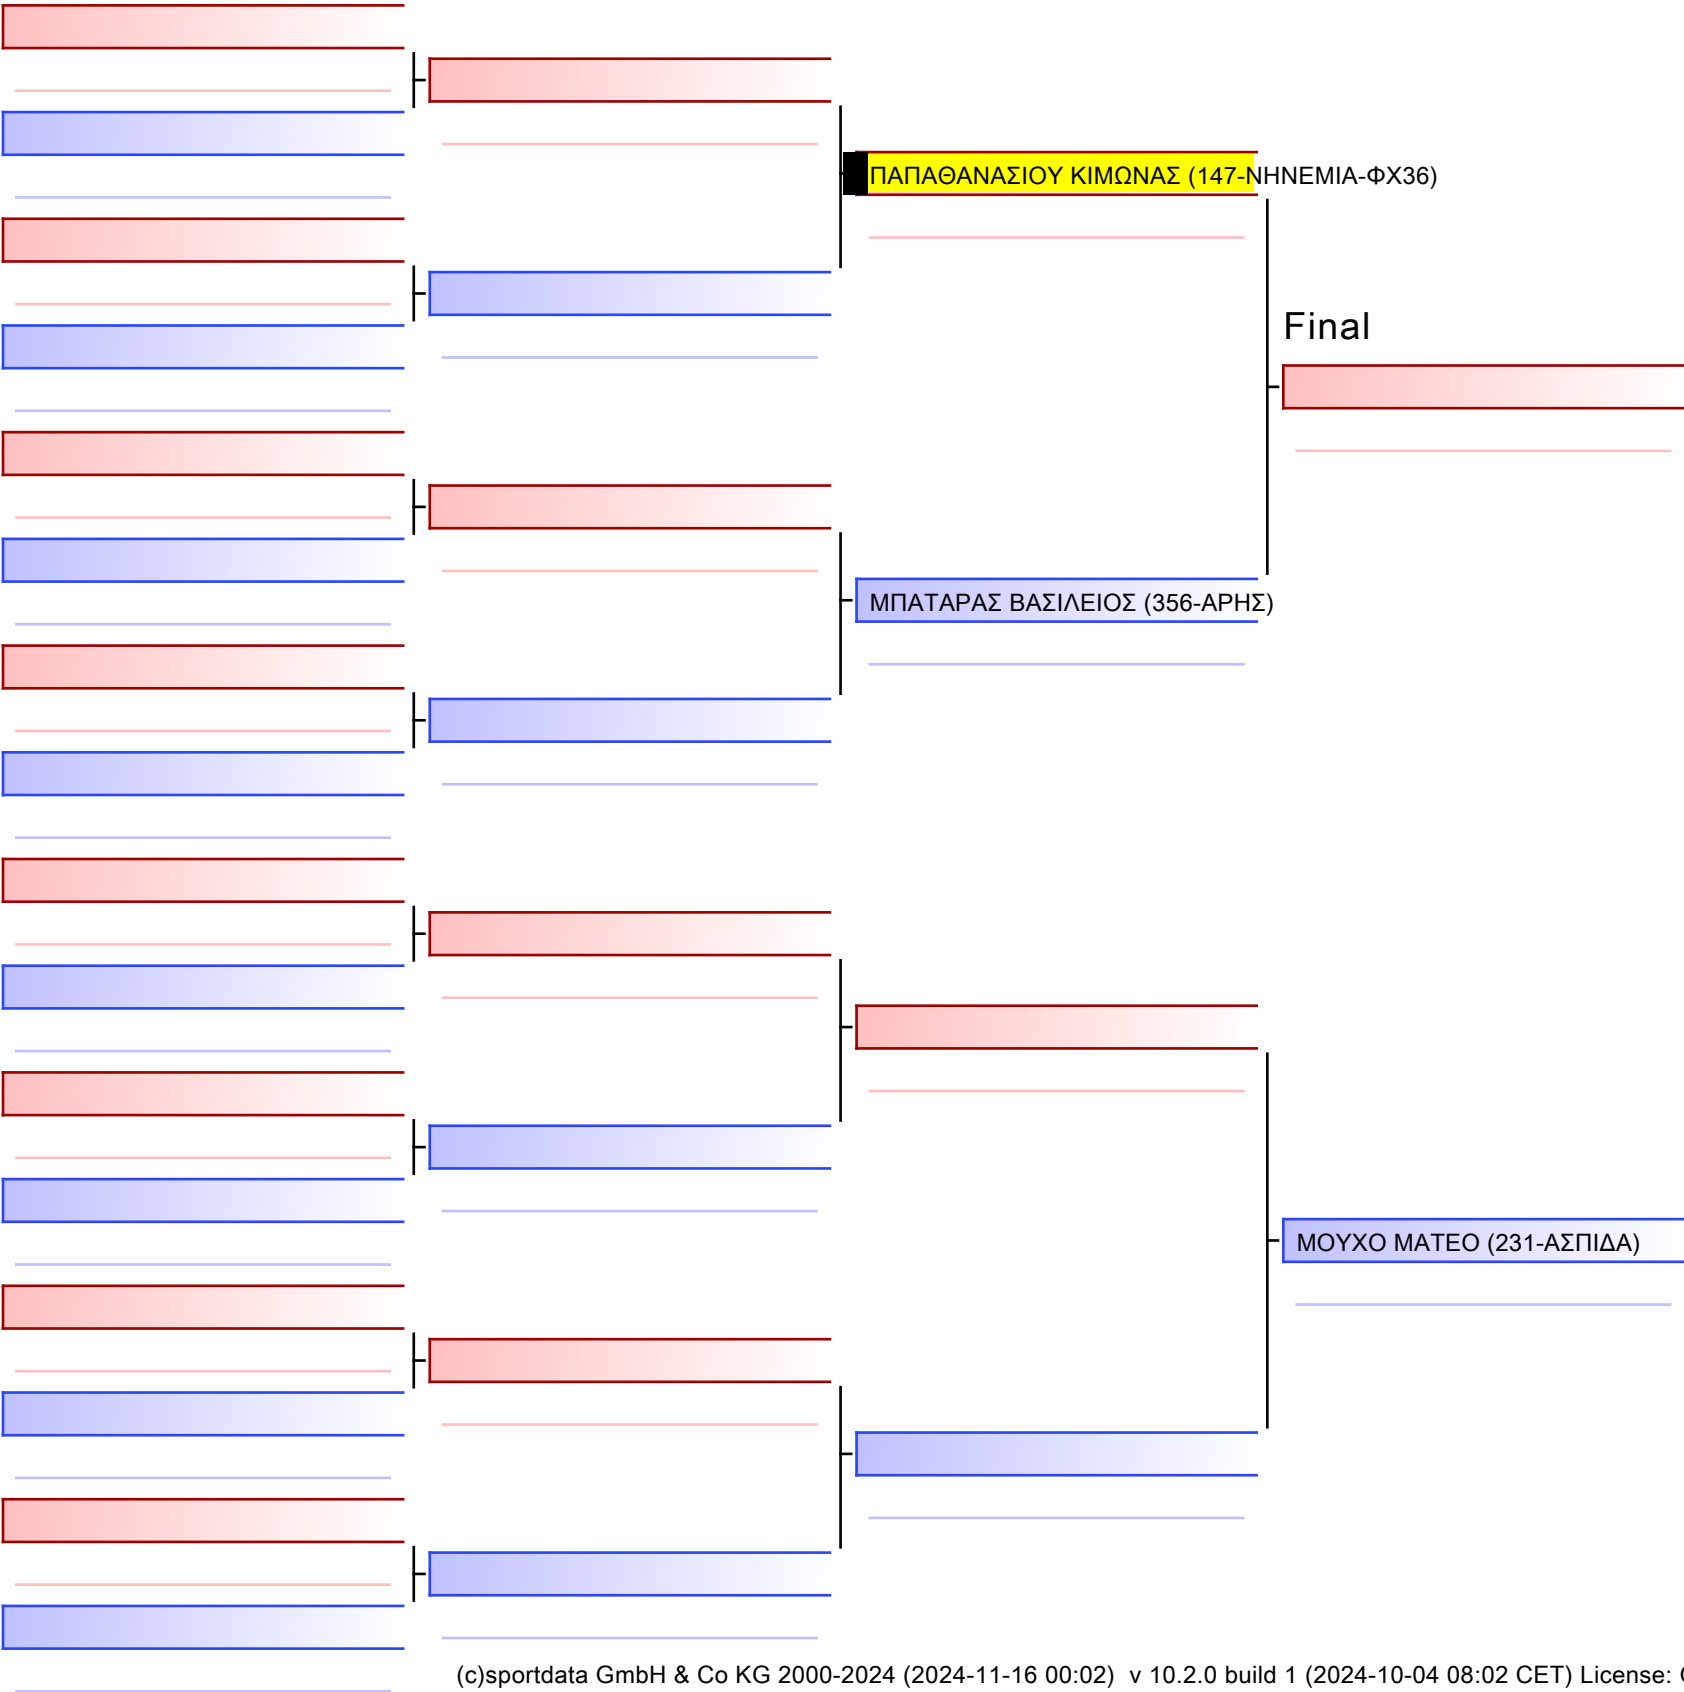 ΠΑΠΑΘΑΝΑΣΙΟΥ ΚΙΜΩΝΑΣ (147-ΝΗΝΕΜΙΑ-ΦΧ36)
Final
ΜΠΑΤΑΡΑΣ ΒΑΣΙΛΕΙΟΣ (356-ΑΡΗΣ)
ΜΟΥΧΟ ΜΑΤΕΟ (231-ΑΣΠΙΔΑ)
(c)sportdata GmbH & Co KG 2000-2024 (2024-11-16 00:02) v 10.2.0 build 1 (2024-10-04 08:02 CET) License: